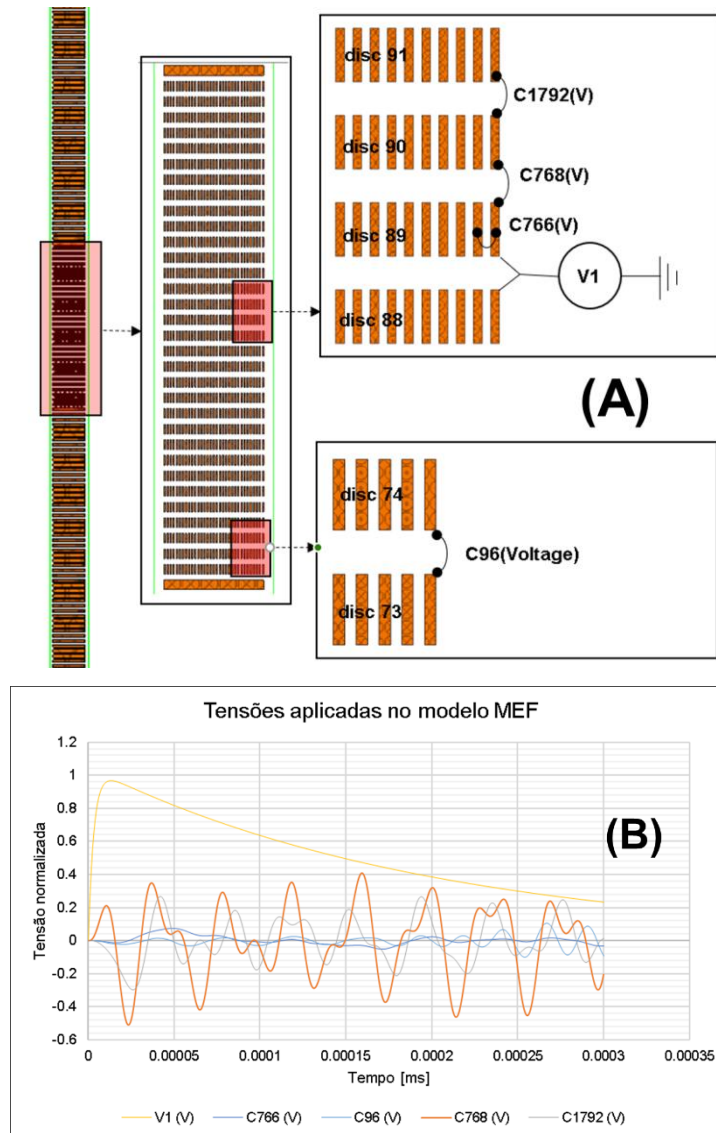 disc 91
C1792(V)
disc 90
C768(V)
C766(V)
disc 89
V1
disc 88
(A)
disc 74
C96(Voltage)
disc 73
Tensões aplicadas no modelo MEF
1.2
1
0.8
0.6
0.4
0.2
0
-0.2
-0.4
-0.6
Tensão normalizada
(B)
0 0.00005 0.0001 0.00015 0.0002 0.00025 0.0003 0.00035
Tempo [ms]
V1 (V) C766 (V) C96 (V) C768 (V) C1792 (V)